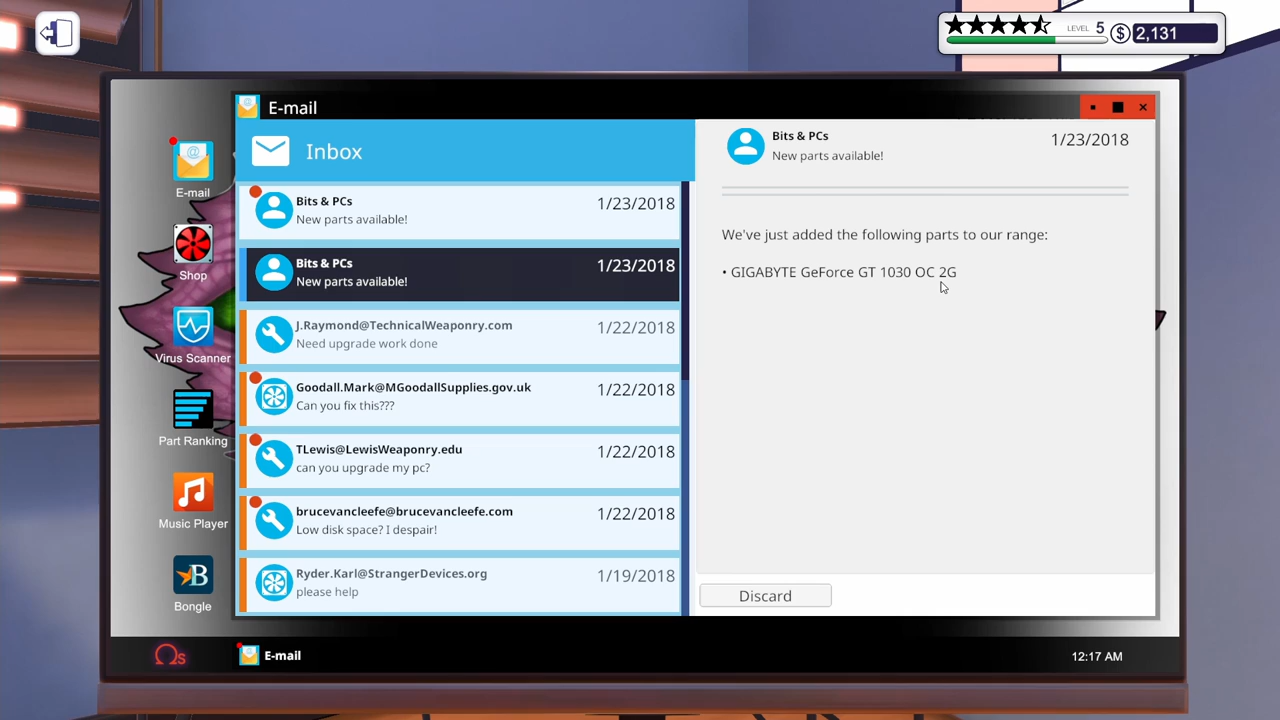 LEVEL 5 $ 2,131
E-mail
Inbox
E-mail
Shop
Virus Scanner
Part Ranking
Music Player
B
Bongle
Bits & PCs
1/23/2018
New parts available!
Bits & PCs
1/23/2018
New parts available!
J.Raymond@TechnicalWeaponry.com
1/22/2018
Need upgrade work done
Goodall.Mark@MGoodallSupplies.gov.uk
1/22/2018
Can you fix this???
TLewis@LewisWeaponry.edu
1/22/2018
can you upgrade my pc?
brucevancleefe@brucevancleefe.com
1/22/2018
Low disk space? I despair!
Ryder.Karl@StrangerDevices.org
1/19/2018
please help
Bits & PCs
1/23/2018
New parts available!
We've just added the following parts to our range:
• GIGABYTE GeForce GT 1030 OC 2G
Discard
Ωs
E-mail
12:17 AM